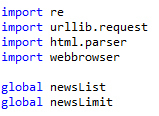 import re
import urllib.request
import html.parser
import webbrowser
global newsList
global newsLimit